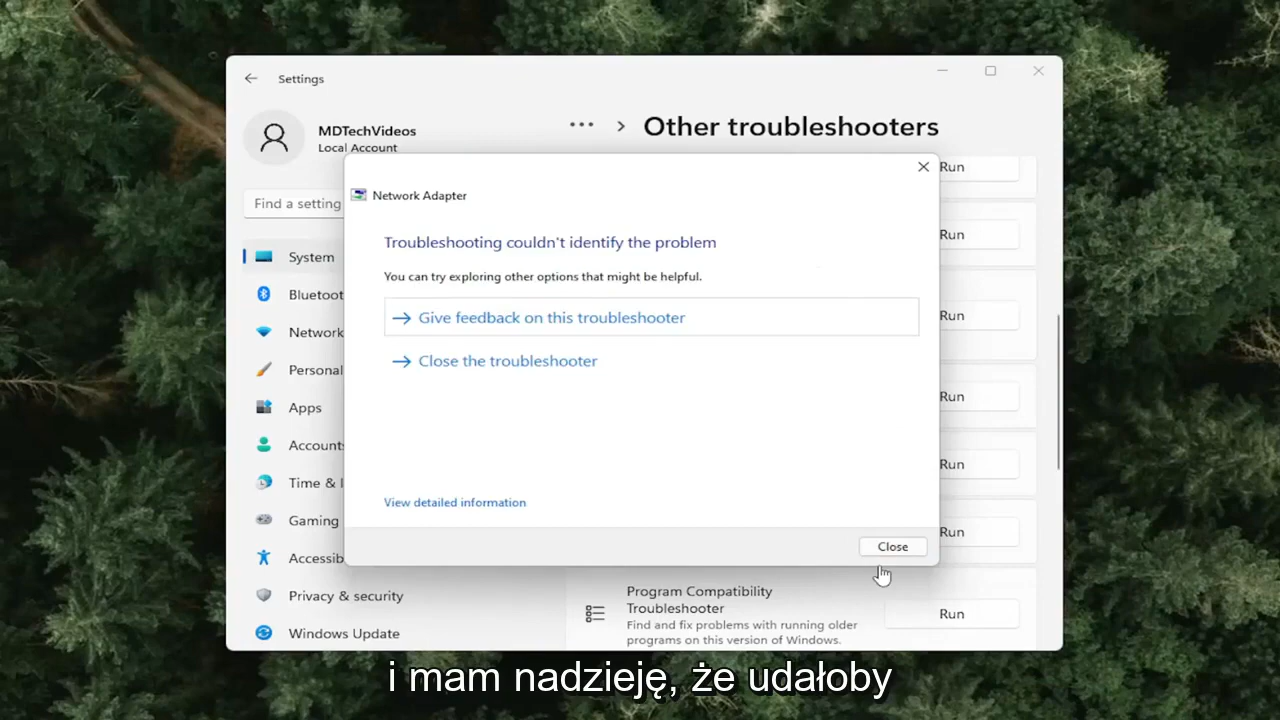 Settings
MDTechVideos
Local Account
Find a setting
System
Bluetoot
Network
Personal
Apps
Account
Time & l
Gaming
Accessib
Privacy & security
Windows Update
••• > Other troubleshooters
Run
Run
Run
Run
Run
Run
Network Adapter
Troubleshooting couldn't identify the problem
You can try exploring other options that might be helpful.
→ Give feedback on this troubleshooter
→ Close the troubleshooter
View detailed information
Close
Program Compatibility
Troubleshooter
Find and fix problems with running older
programs on this version of Windows.
Run
i mam nadzieję, że udałoby